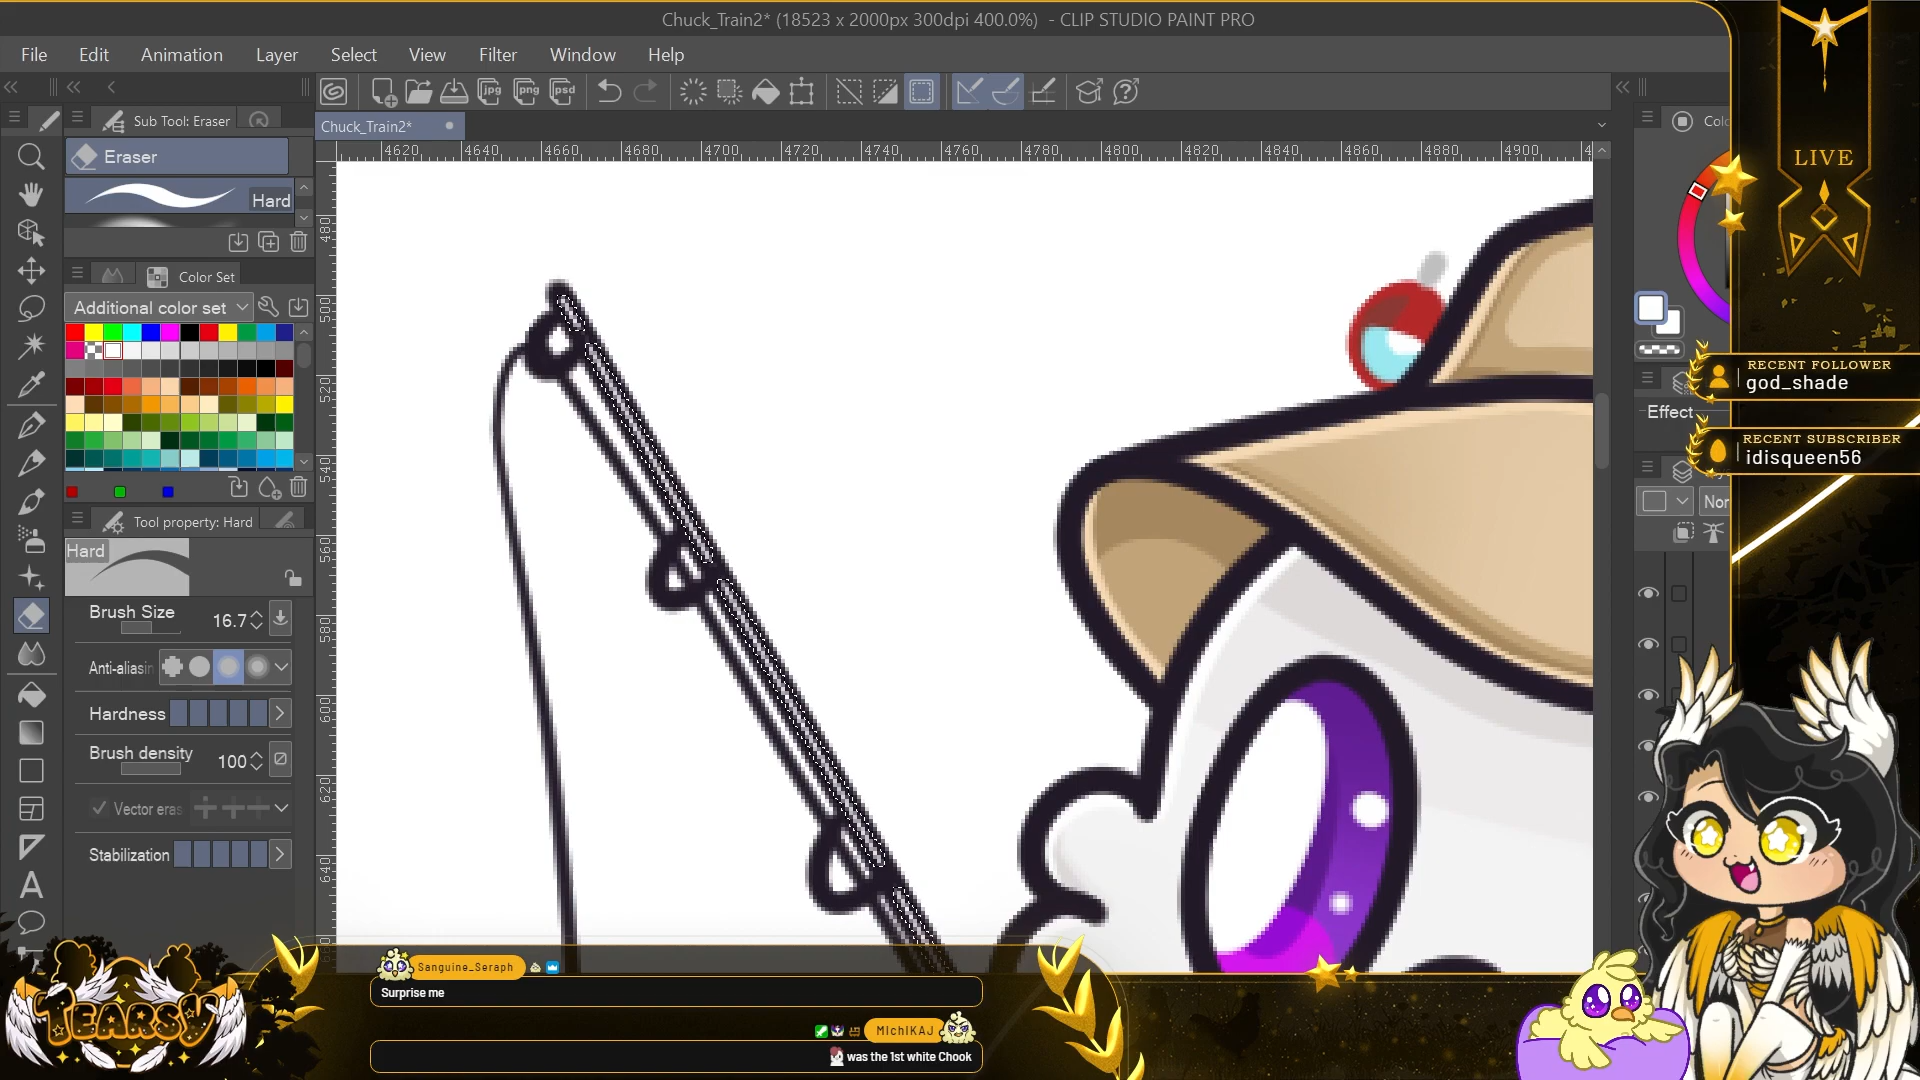 Chuck_Train2* (18523 x 2000px 300dpi 400.0%) - CLIP STUDIO PAINT PRO
File Edit Animation Layer Select View Filter Window Help
jpg png psd
Sub Tool: Eraser
Chuck_Train2*
Eraser
Hard
4620 4640 4660 4680 4700 4720 4740 4760 4780 4800 4820 4840 4860 4880 4900
480
500
520
540
560
580
600
620
640
Color Set
Additional color set
Tool property: Hard
Hard
Brush Size 16.7
Anti-aliasin
Hardness
Brush density 100
Vector eras
Stabilization
Effect
Nor
LIVE
RECENT FOLLOWER
god_shade
RECENT SUBSCRIBER
idisqueen56
TEARSY
Sanguine_Seraph
Surprise me
MIchIKAJ
was the 1st white Chook